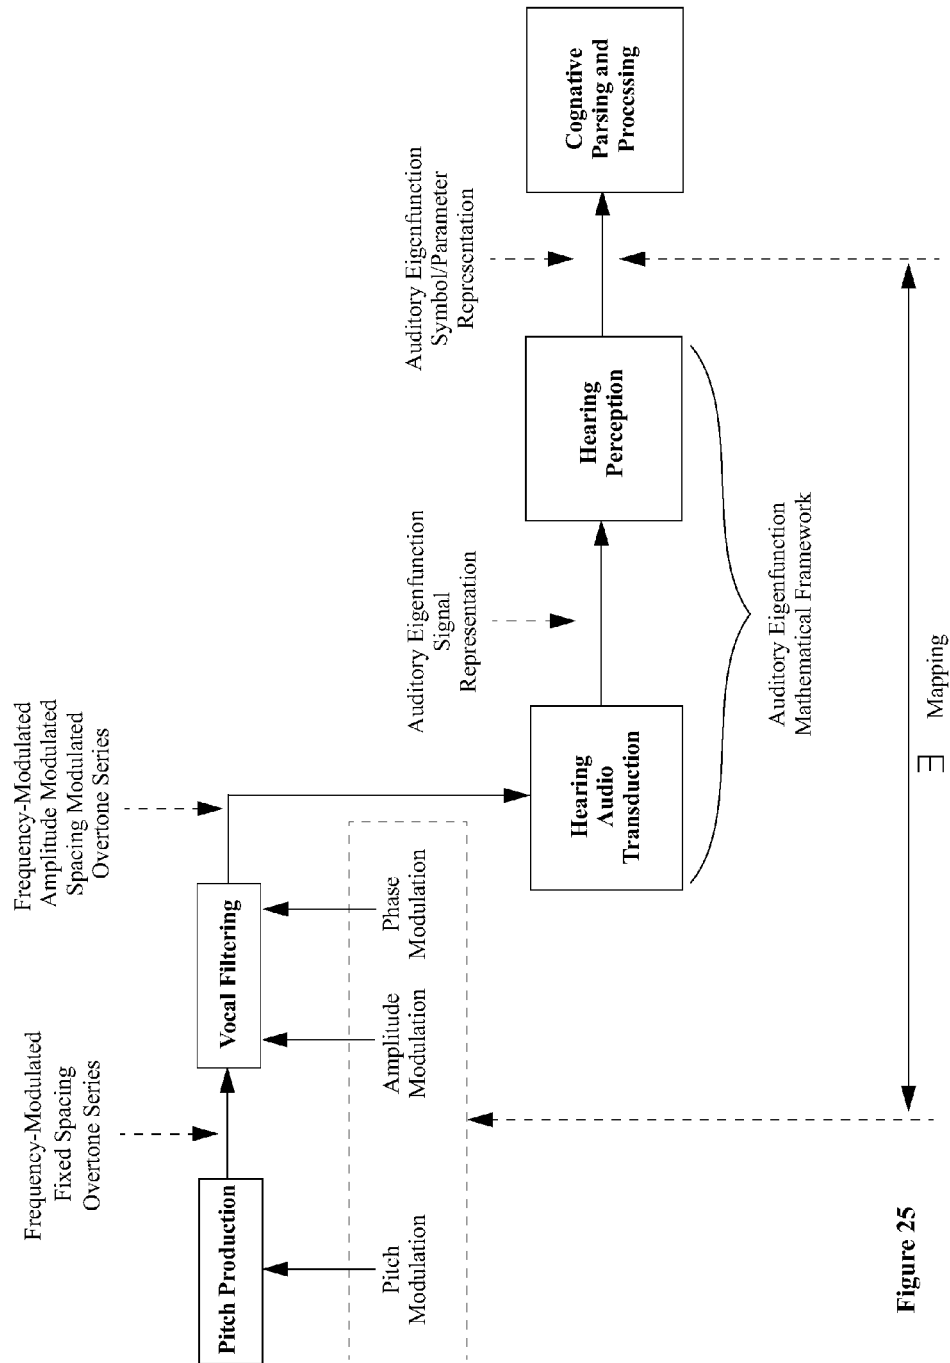 Frequency-Modulated
Fixed Spacing
Overtone Series
Frequency-Modulated
Amplitude Modulated
Spacing Modulated
Overtone Series
Pitch Production
Vocal Filtering
Pitch
Modulation
Amplitude
Modulation
Phase
Modulation
Auditory Eigenfunction
Signal
Representation
Auditory Eigenfunction
Symbol/Parameter
Representation
Hearing
Audio
Transduction
Hearing
Perception
Cognative
Parsing and
Processing
Auditory Eigenfunction
Mathematical Framework
∃ Mapping
Figure 25